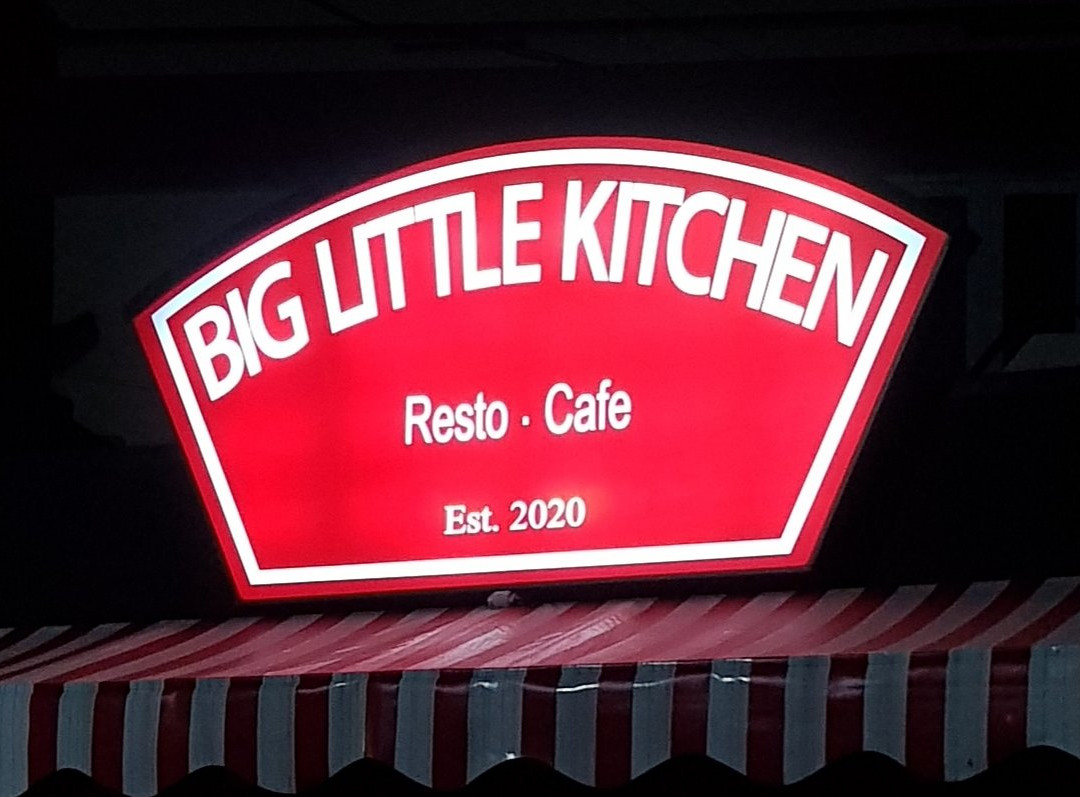 BIG LITTLE KITCHEN
Resto · Cafe
Est. 2020